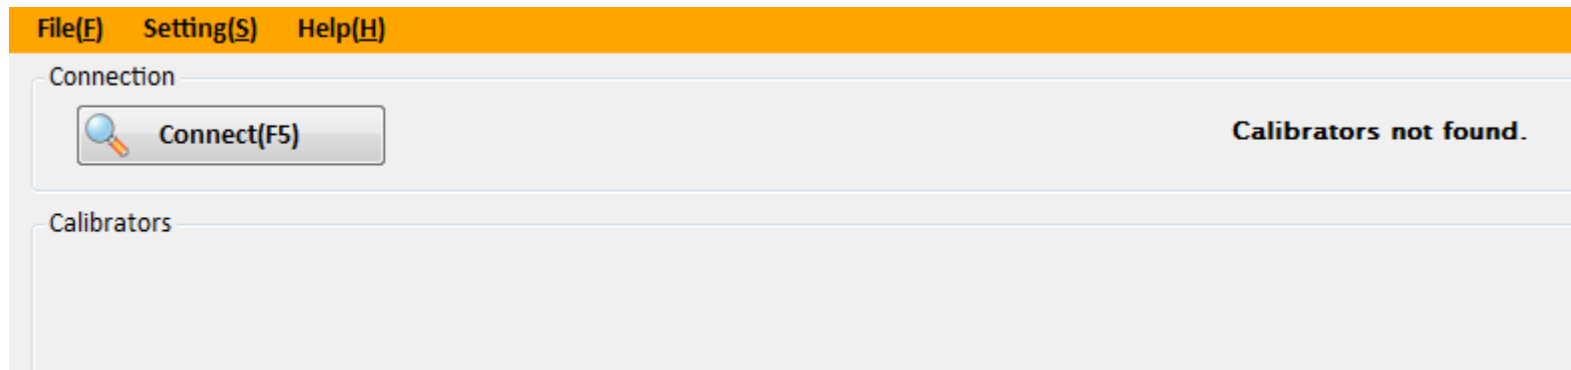 File(F) Setting(S) Help(H)
Connection
Connect(F5) Calibrators not found.
Calibrators